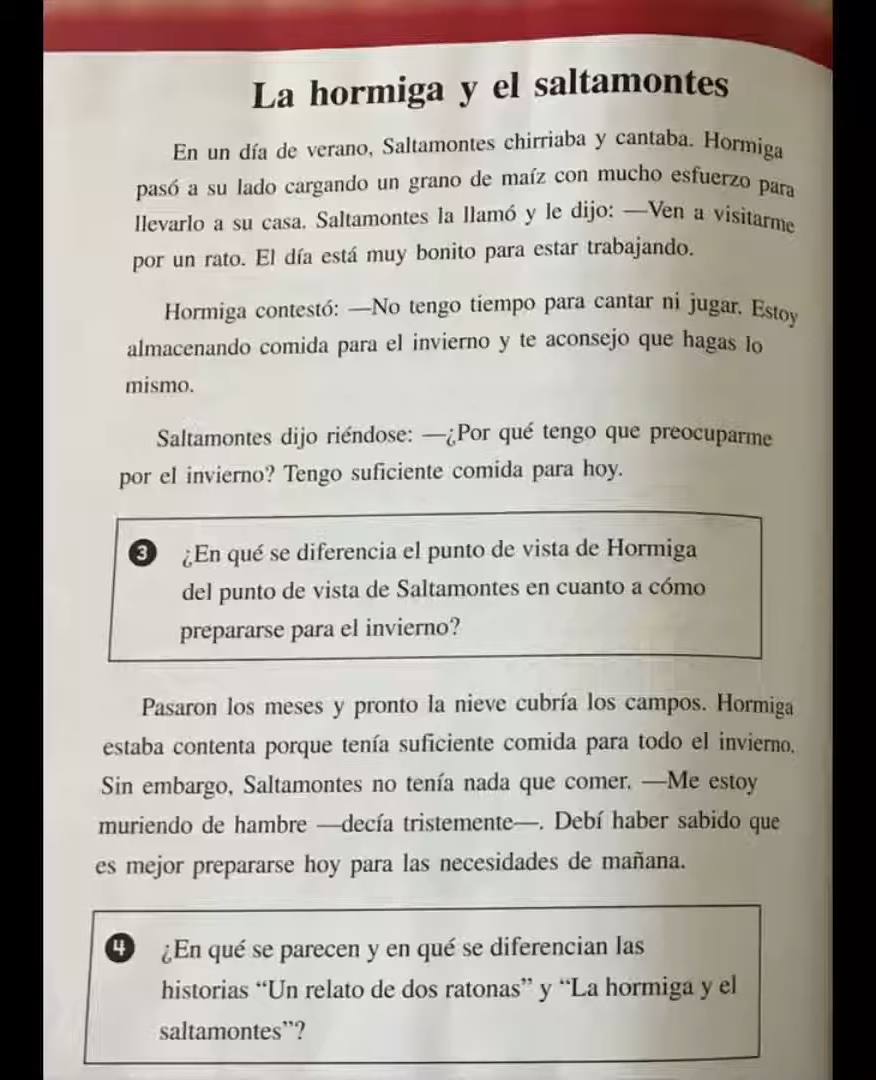 La hormiga y el saltamontes
En un día de verano, Saltamontes chirriaba y cantaba. Hormiga
pasó a su lado cargando un grano de maíz con mucho esfuerzo para
llevarlo a su casa. Saltamontes la llamó y le dijo: —Ven a visitarme
por un rato. El día está muy bonito para estar trabajando.
Hormiga contestó: —No tengo tiempo para cantar ni jugar. Estoy
almacenando comida para el invierno y te aconsejo que hagas lo
mismo.
Saltamontes dijo riéndose: —¿Por qué tengo que preocuparme
por el invierno? Tengo suficiente comida para hoy.
3 ¿En qué se diferencia el punto de vista de Hormiga
del punto de vista de Saltamontes en cuanto a cómo
prepararse para el invierno?
Pasaron los meses y pronto la nieve cubría los campos. Hormiga
estaba contenta porque tenía suficiente comida para todo el invierno.
Sin embargo, Saltamontes no tenía nada que comer. —Me estoy
muriendo de hambre —decía tristemente—. Debí haber sabido que
es mejor prepararse hoy para las necesidades de mañana.
4 ¿En qué se parecen y en qué se diferencian las
historias “Un relato de dos ratonas” y “La hormiga y el
saltamontes”?